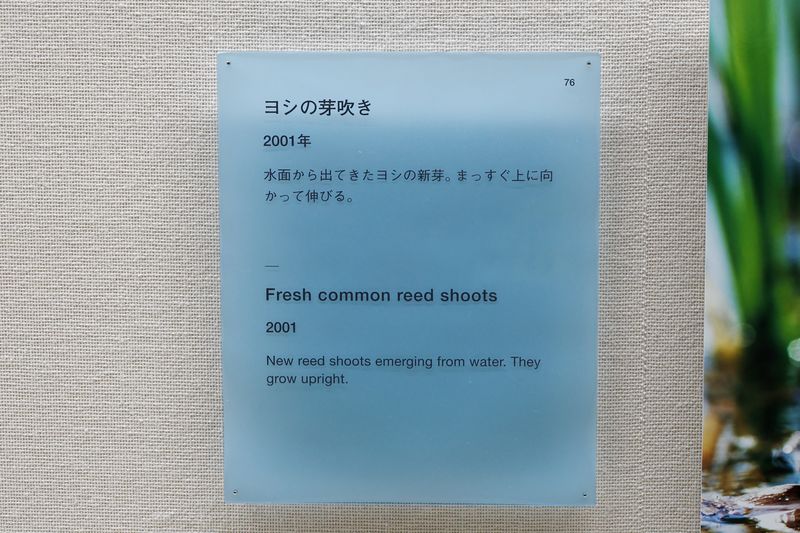 76
ヨシの芽吹き
2001年
水面から出てきたヨシの新芽。まっすぐ上に向
かって伸びる。
—
Fresh common reed shoots
2001
New reed shoots emerging from water. They
grow upright.